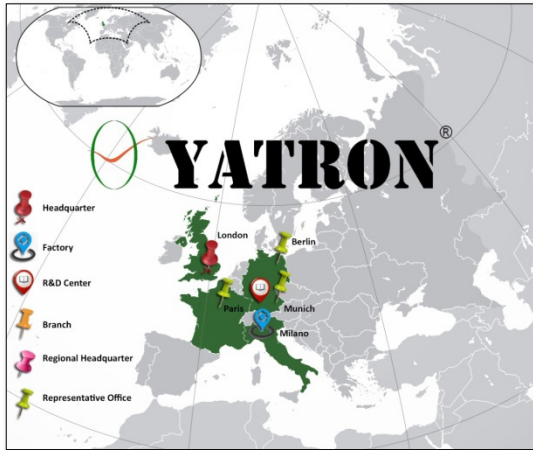 YATRON®
Headquarter
Factory
R&D Center
Branch
Regional Headquarter
Representative Office
London
Berlin
Paris
Munich
Milano